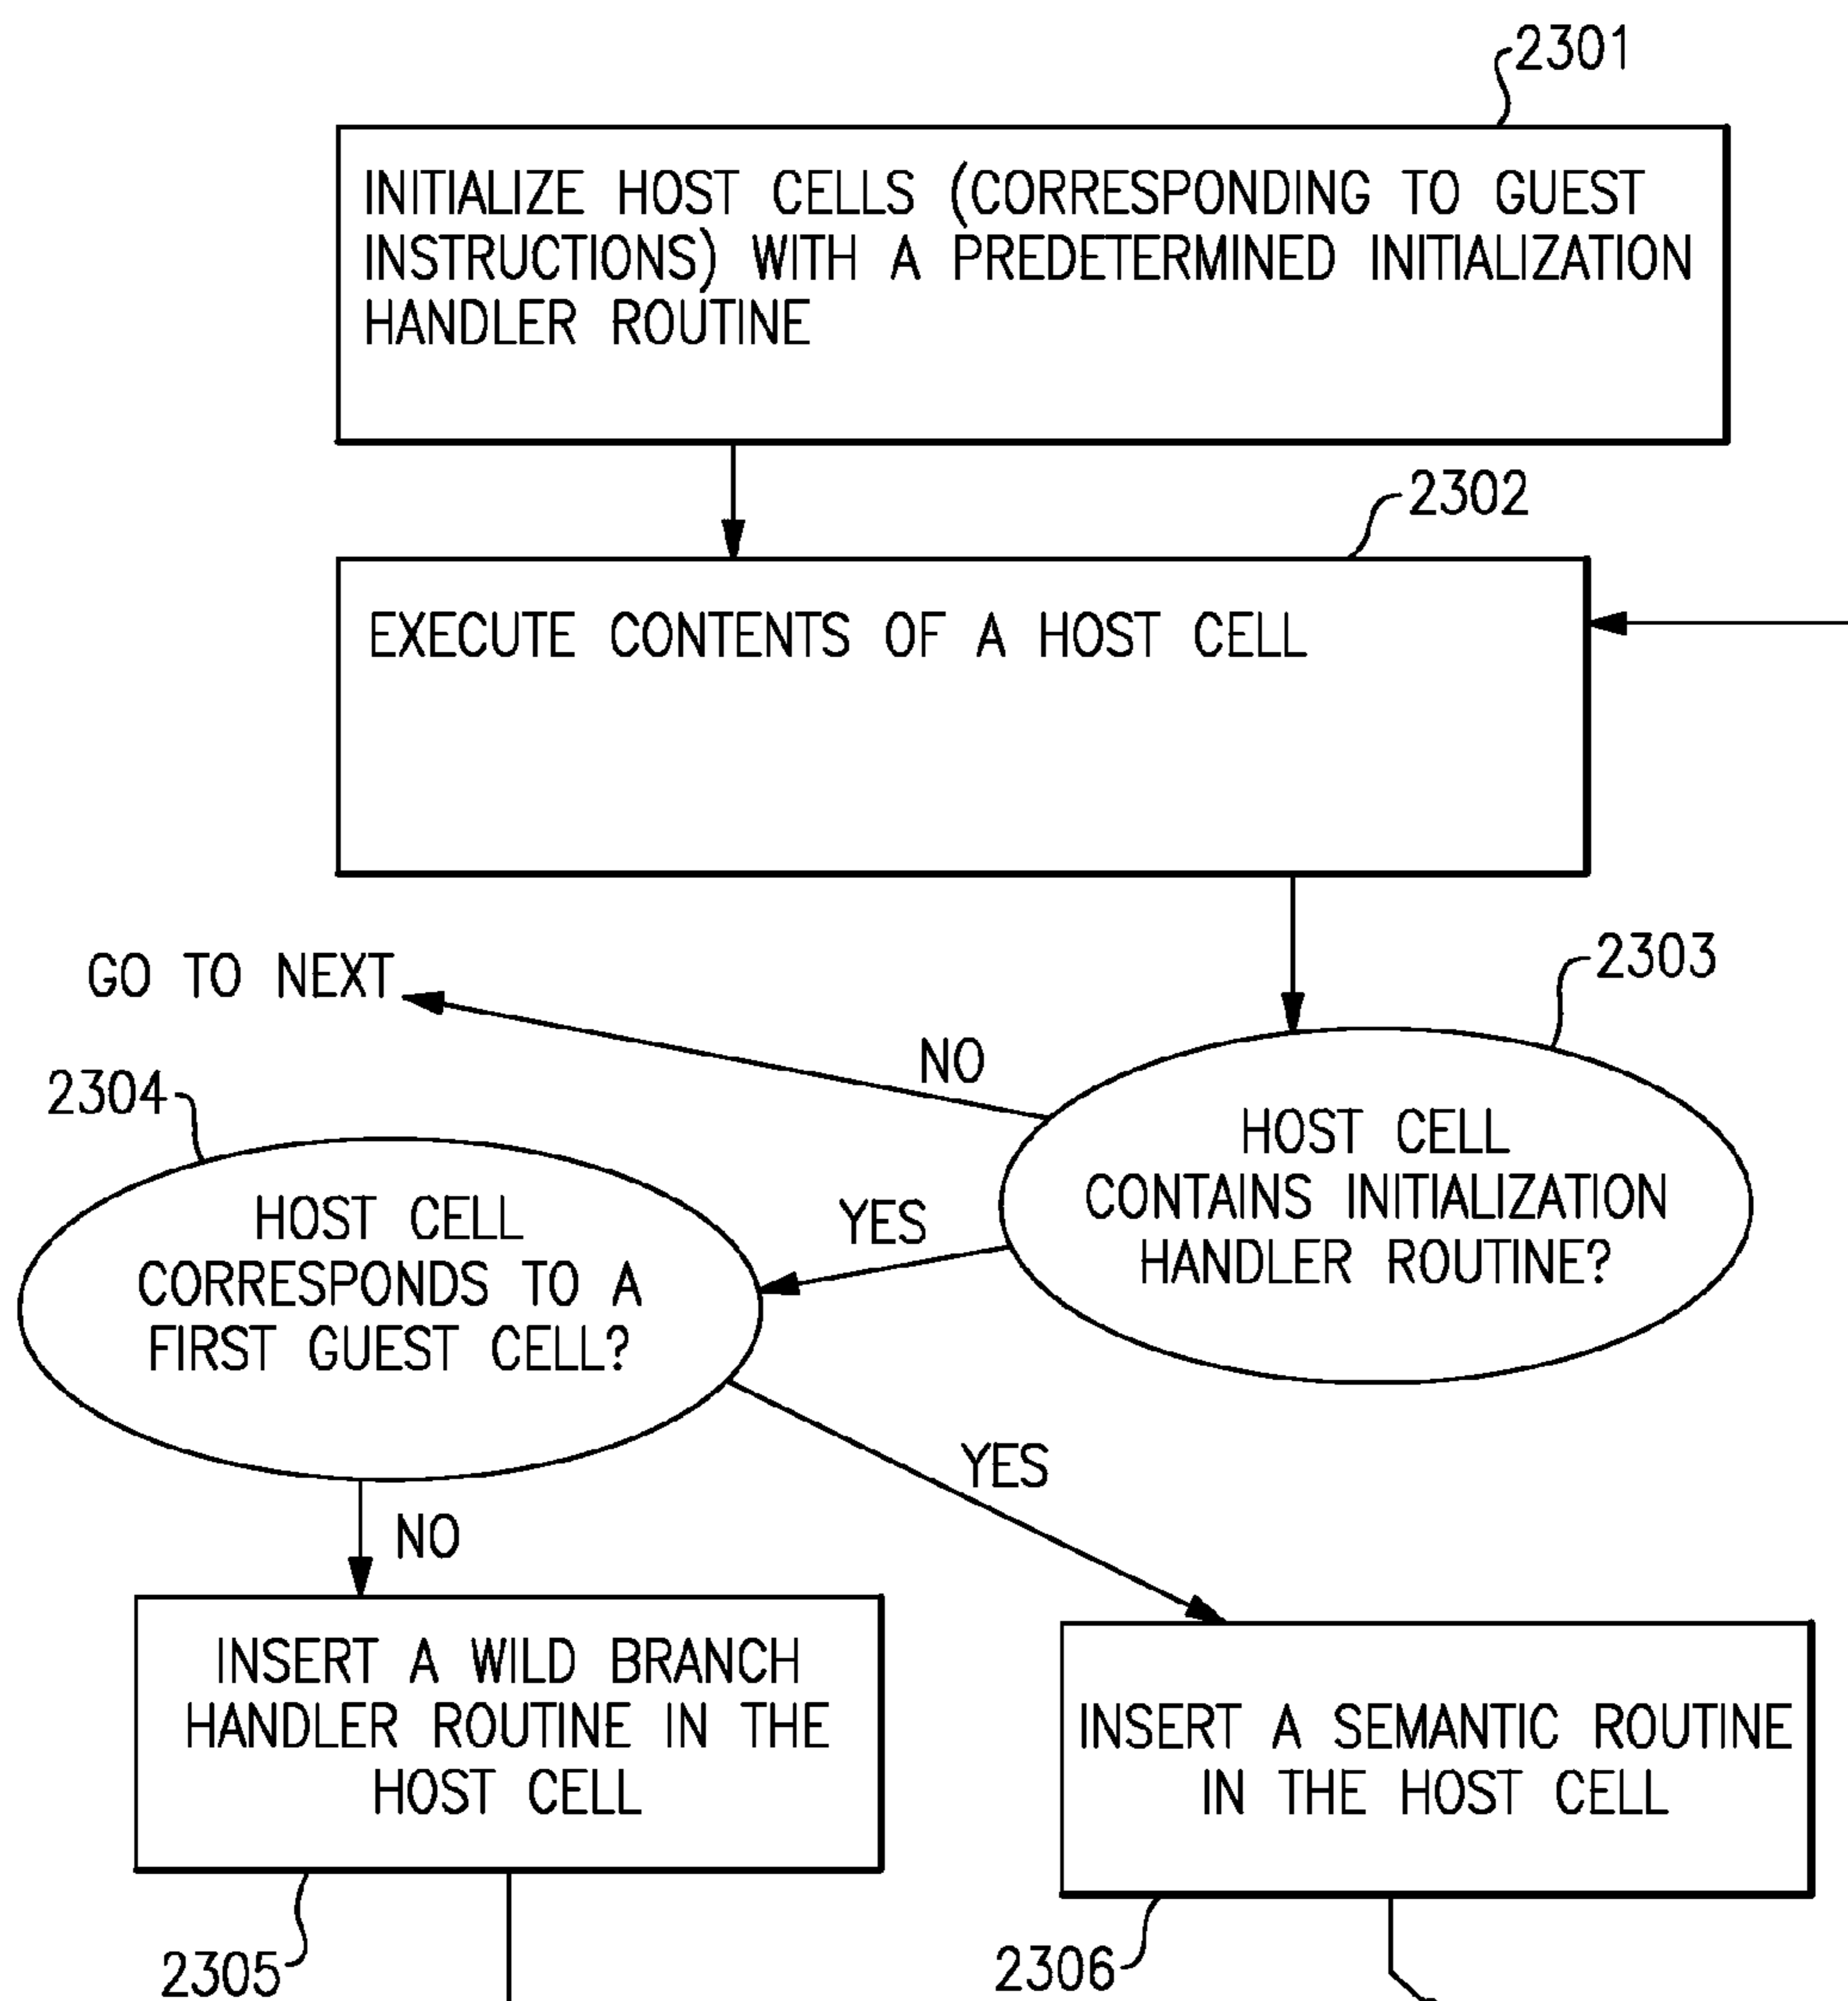 2301
INITIALIZE HOST CELLS (CORRESPONDING TO GUEST
INSTRUCTIONS) WITH A PREDETERMINED INITIALIZATION
HANDLER ROUTINE
2302
EXECUTE CONTENTS OF A HOST CELL
GO TO NEXT
2303
NO
2304
HOST CELL
CONTAINS INITIALIZATION
HANDLER ROUTINE?
YES
HOST CELL
CORRESPONDS TO A
FIRST GUEST CELL?
YES
NO
INSERT A WILD BRANCH
HANDLER ROUTINE IN THE
HOST CELL
INSERT A SEMANTIC ROUTINE
IN THE HOST CELL
2305
2306